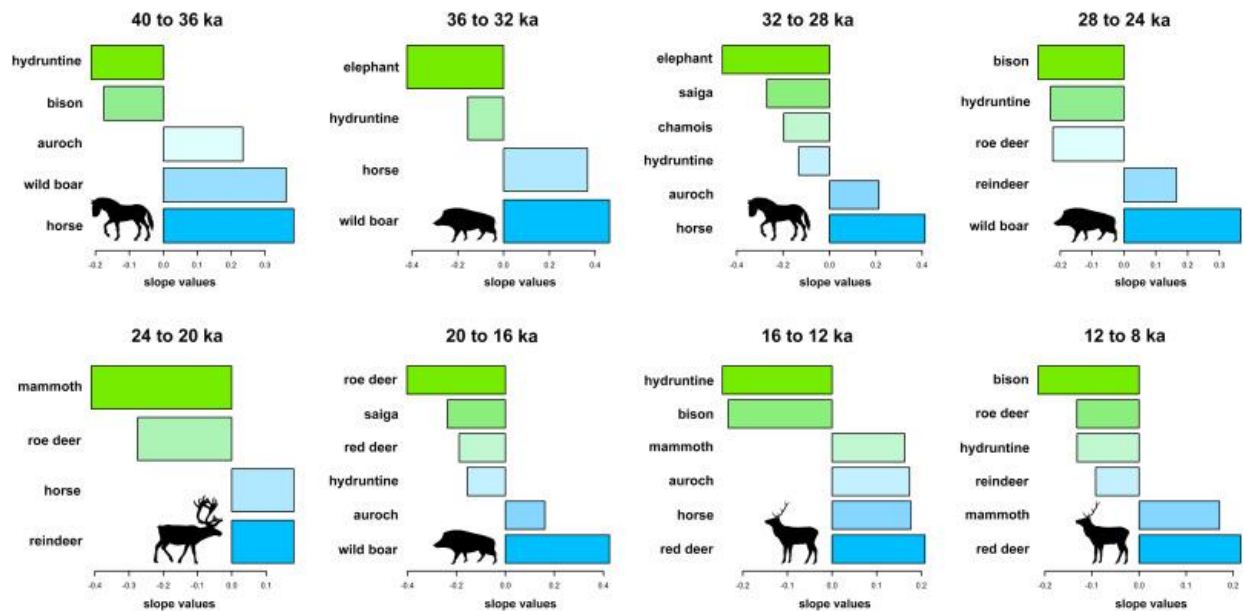 40 to 36 ka
hydruntine
bison
auroch
wild boar
horse
-0.2 -0.1 0.0 0.1 0.2 0.3
slope values
36 to 32 ka
elephant
hydruntine
horse
wild boar
-0.4 -0.2 0.0 0.2 0.4
slope values
32 to 28 ka
elephant
saiga
chamois
hydruntine
auroch
horse
-0.4 -0.2 0.0 0.2 0.4
slope values
28 to 24 ka
bison
hydruntine
roe deer
reindeer
wild boar
-0.2 -0.1 0.0 0.1 0.2 0.3
slope values
24 to 20 ka
mammoth
roe deer
horse
reindeer
-0.4 -0.3 -0.2 -0.1 0.0 0.1
slope values
20 to 16 ka
roe deer
saiga
red deer
hydruntine
auroch
wild boar
-0.4 -0.2 0.0 0.2 0.4
slope values
16 to 12 ka
hydruntine
bison
mammoth
auroch
horse
red deer
-0.2 -0.1 0.0 0.1 0.2
slope values
12 to 8 ka
bison
roe deer
hydruntine
reindeer
mammoth
red deer
-0.2 -0.1 0.0 0.1 0.2
slope values